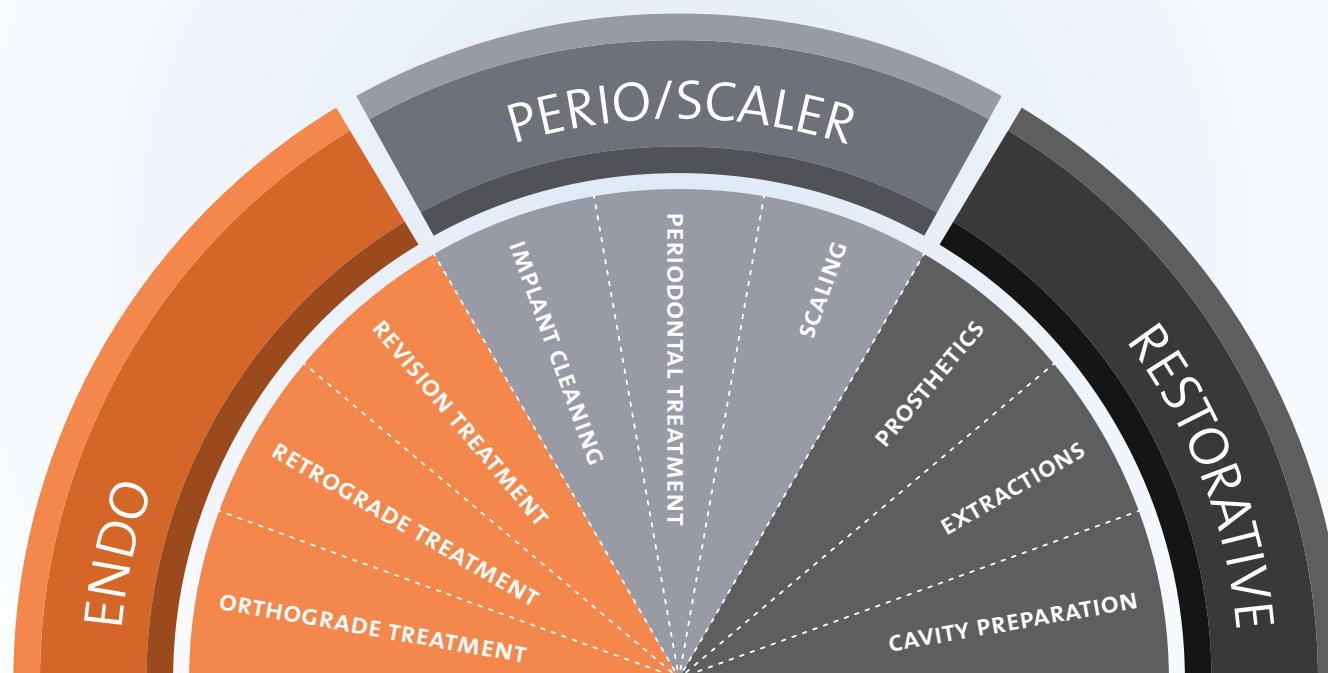 PERIO/SCALER
ENDO
RESTORATIVE
ORTHOGRADE TREATMENT
RETROGRADE TREATMENT
REVISION TREATMENT
IMPLANT CLEANING
PERIODONTAL TREATMENT
SCALING
PROSTHETICS
EXTRACTIONS
CAVITY PREPARATION